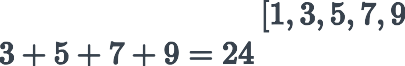 [1, 3, 5, 7, 9
3 + 5 + 7 + 9 = 24